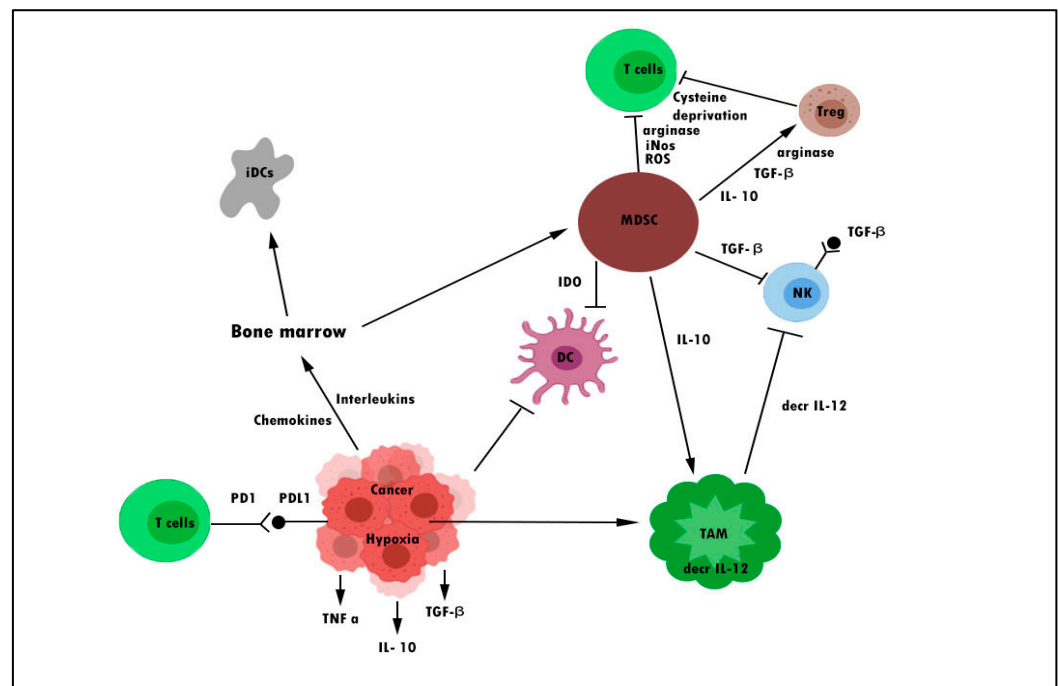 T cells
Cysteine
deprivation
Treg
arginase
iNos
ROS
arginase
TGF-β
IL- 10
iDCs
MDSC
TGF- β
TGF-β
NK
IDO
Bone marrow
DC
IL-10
Interleukins
Chemokines
decr IL-12
Cancer
PD1
PDL1
T cells
Hypoxia
TAM
decr IL-12
TNF α
TGF-β
IL- 10